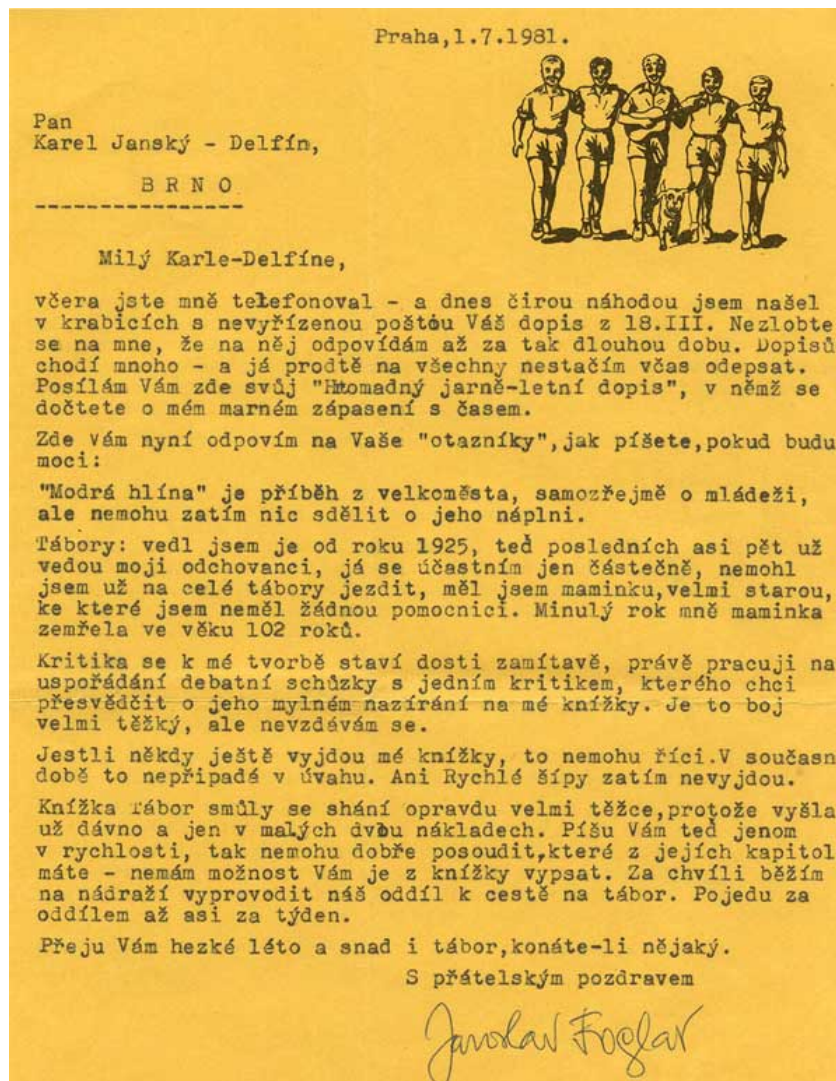 Praha,1.7.1981.
Pan
Karel Janský - Delfín,
B R N O
----------------
Milý Karle-Delfíne,
včera jste mně telefonoval - a dnes čirou náhodou jsem našel
v krabicích s nevyřízenou poštou Váš dopis z 18.III. Nezlobte
se na mne, že na něj odpovídám až za tak dlouhou dobu. Dopisů
chodí mnoho - a já prodtě na všechny nestačím včas odepsat.
Posílám Vám zde svůj "Hromadný jarně-letní dopis", v němž se
dočtete o mém marném zápasení s časem.
Zde Vám nyní odpovím na Vaše "otazníky",jak píšete,pokud budu
moci:
"Modrá hlína" je příběh z velkoměsta, samozřejmě o mládeži,
ale nemohu zatím nic sdělit o jeho náplni.
Tábory: vedl jsem je od roku 1925, teď posledních asi pět už
vedou moji odchovanci, já se účastním jen částečně, nemohl
jsem už na celé tábory jezdit, měl jsem maminku,velmi starou,
ke které jsem neměl žádnou pomocnici. Minulý rok mně maminka
zemřela ve věku 102 roků.
Kritika se k mé tvorbě staví dosti zamítavě, právě pracuji na
uspořádání debatní schůzky s jedním kritikem, kterého chci
přesvědčit o jeho mylném nazírání na mé knížky. Je to boj
velmi těžký, ale nevzdávám se.
Jestli někdy ještě vyjdou mé knížky, to nemohu říci.V současn
době to nepřipadá v úvahu. Ani Rychlé šípy zatím nevyjdou.
Knížka Tábor smůly se shání opravdu velmi těžce,protože vyšla
už dávno a jen v malých dvou nákladech. Píšu Vám teď jenom
v rychlosti, tak nemohu dobře posoudit,které z jejích kapitol
máte - nemám možnost Vám je z knížky vypsat. Za chvíli běžím
na nádraží vyprovodit náš oddíl k cestě na tábor. Pojedu za
oddílem až asi za týden.
Přeju Vám hezké léto a snad i tábor,konáte-li nějaký.
S přátelským pozdravem
Jaroslav Foglar